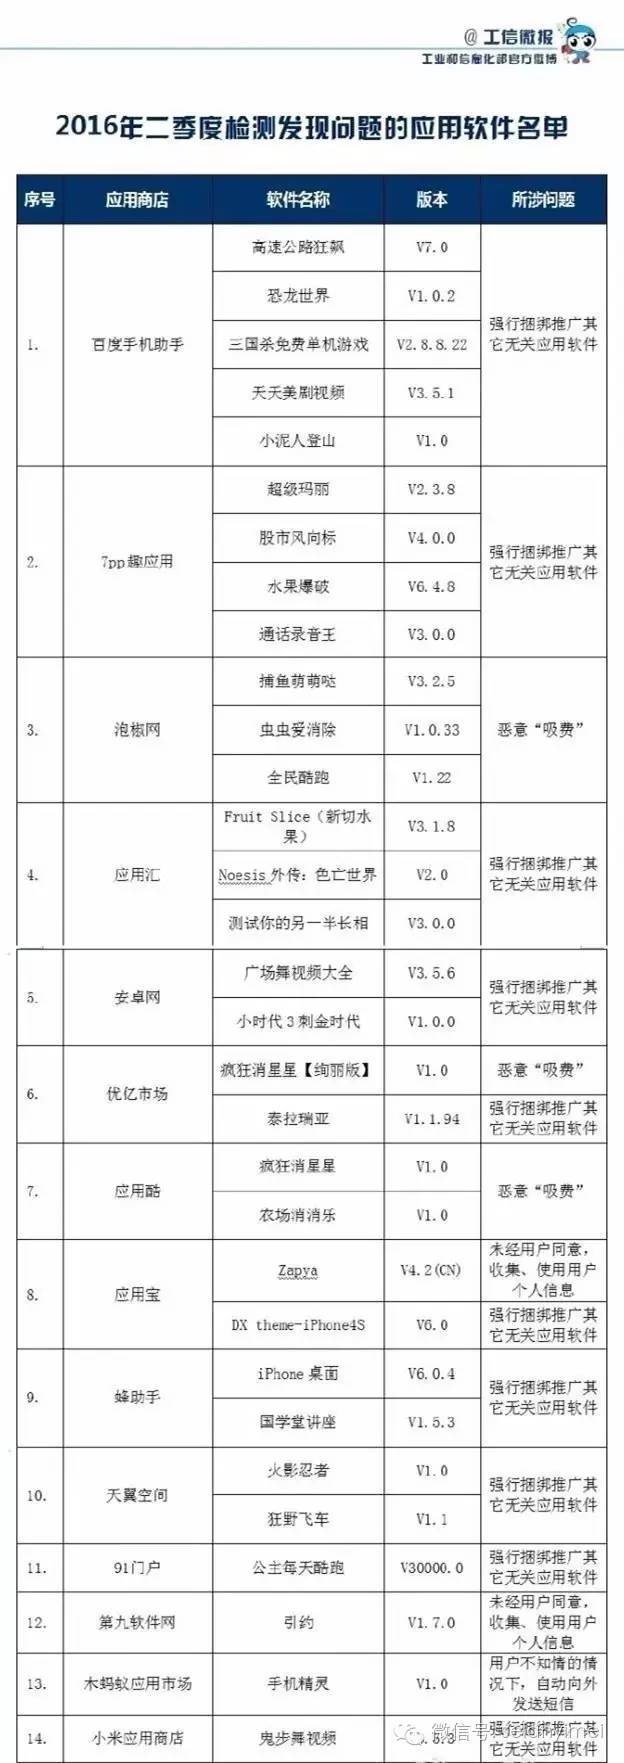 @工信微报
工业和信息化部官方微博
2016年二季度检测发现问题的应用软件名单
序号 应用商店 软件名称 版本 所涉问题
1. 百度手机助手
高速公路狂飙 V7.0
恐龙世界 V1.0.2
三国杀免费单机游戏 V2.8.8.22
天天美剧视频 V3.5.1
小泥人登山 V1.0
强行捆绑推广其
它无关应用软件
2. 7pp趣应用
超级玛丽 V2.3.8
股市风向标 V4.0.0
水果爆破 V6.4.8
通话录音王 V3.0.0
强行捆绑推广其
它无关应用软件
3. 泡椒网
捕鱼萌萌哒 V3.2.5
虫虫爱消除 V1.0.33
全民酷跑 V1.22
恶意“吸费”
4. 应用汇
Fruit Slice（新切水
果） V3.1.8
Noesis外传：色亡世界 V2.0
测试你的另一半长相 V3.0.0
强行捆绑推广其
它无关应用软件
5. 安卓网
广场舞视频大全 V3.5.6
小时代3刺金时代 V1.0.0
强行捆绑推广其
它无关应用软件
6. 优亿市场
疯狂消星星【绚丽版】 V1.0 恶意“吸费”
泰拉瑞亚 V1.1.94
强行捆绑推广其
它无关应用软件
7. 应用酷
疯狂消星星 V1.0
农场消消乐 V1.0
恶意“吸费”
8. 应用宝
Zapya V4.2(CN)
未经用户同意，
收集、使用用户
个人信息
DX theme-iPhone4S V6.0
强行捆绑推广其
它无关应用软件
9. 蜂助手
iPhone桌面 V6.0.4
国学堂讲座 V1.5.3
强行捆绑推广其
它无关应用软件
10. 天翼空间
火影忍者 V1.0
狂野飞车 V1.1
强行捆绑推广其
它无关应用软件
11. 91门户 公主每天酷跑 V30000.0
强行捆绑推广其
它无关应用软件
12. 第九软件网 引约 V1.7.0
未经用户同意，
收集、使用用户
个人信息
13. 木蚂蚁应用市场 手机精灵 V1.0
用户不知情的情
况下，自动向外
发送短信
14. 小米应用商店 鬼步舞视频
强行捆绑推广其
它无关应用软件
微信号: